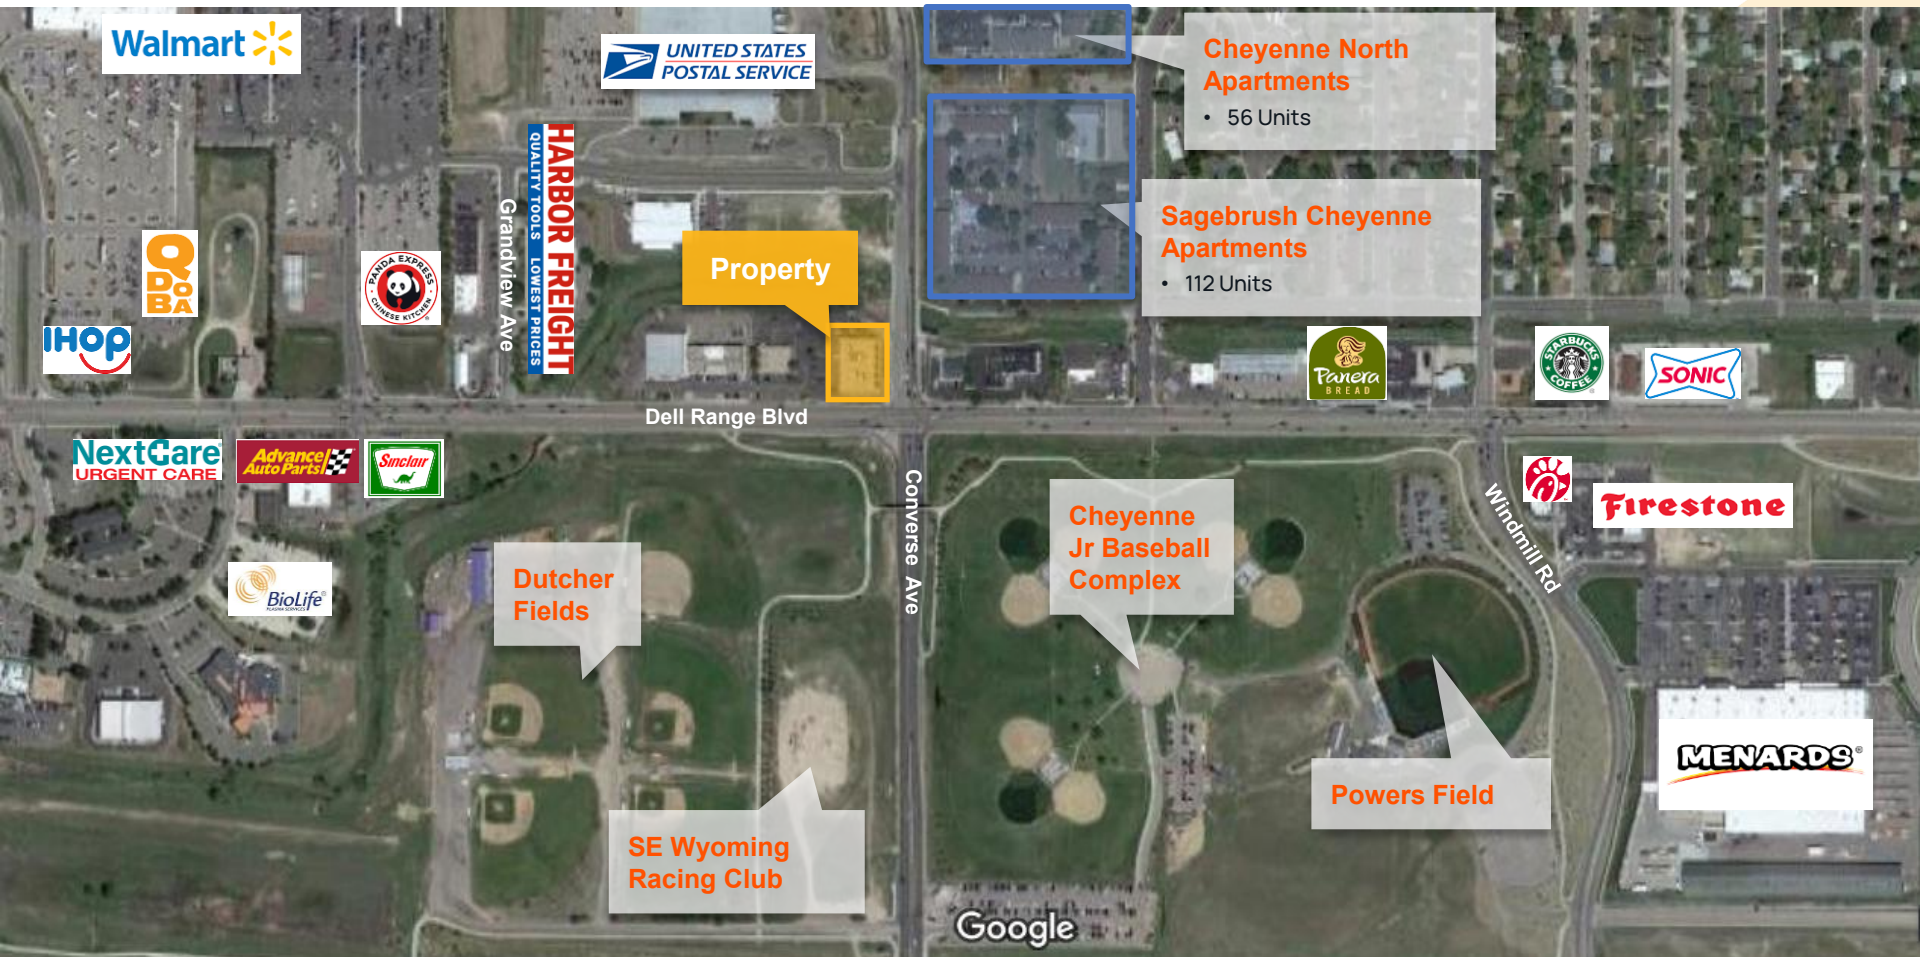 Walmart
UNITED STATES
POSTAL SERVICE
Cheyenne North
Apartments
• 56 Units
HARBOR FREIGHT
QUALITY TOOLS LOWEST PRICES
Grandview Ave
Sagebrush Cheyenne
Apartments
• 112 Units
Property
QDOBA
PANDA EXPRESS
CHINESE KITCHEN
IHOP
Panera
BREAD
STARBUCKS
COFFEE
SONIC
Dell Range Blvd
NextCare
URGENT CARE
Advance
Auto Parts
Sinclair
Converse Ave
Windmill Rd
Firestone
Cheyenne
Jr Baseball
Complex
Dutcher
Fields
BioLife
PLASMA SERVICES
MENARDS
Powers Field
SE Wyoming
Racing Club
Google